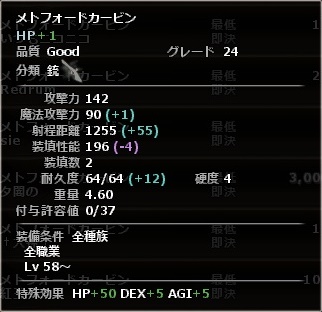 メトフォードカービン
HP+1
品質 Good グレード 24
分類 銃
攻撃力 142
魔法攻撃力 90 (+1)
射程距離 1255 (+55)
装填性能 196 (-4)
装填数 2
耐久度 64/64 (+12) 硬度 4
重量 4.60
付与許容値 0/37
装備条件 全種族
全職業
Lv 58～
特殊効果 HP+50 DEX+5 AGI+5